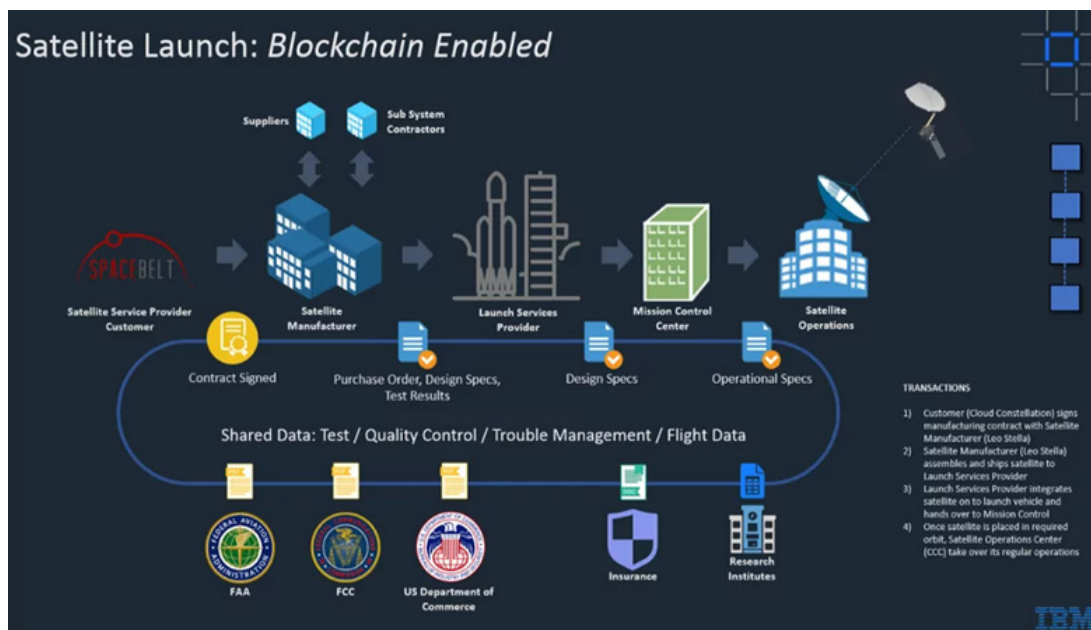 Satellite Launch: Blockchain Enabled
Suppliers
Sub System
Contractors
SPACEBELT
Satellite Service Provider
Customer
Satellite
Manufacturer
Launch Services
Provider
Mission Control
Center
Satellite
Operations
Contract Signed
Purchase Order, Design Specs,
Test Results
Design Specs
Operational Specs
Shared Data: Test / Quality Control / Trouble Management / Flight Data
FEDERAL AVIATION
ADMINISTRATION
FAA
FCC
US Department of
Commerce
Insurance
Research
Institutes
TRANSACTIONS
1) Customer (Cloud Constellation) signs
manufacturing contract with Satellite
Manufacturer (Leo Stella)
2) Satellite Manufacturer (Leo Stella)
assembles and ships satellite to
Launch Services Provider
3) Launch Services Provider integrates
satellite on to launch vehicle and
hands over to Mission Control
4) Once satellite is placed in required
orbit, Satellite Operations Center
(CCC) take over its regular operations
IBM